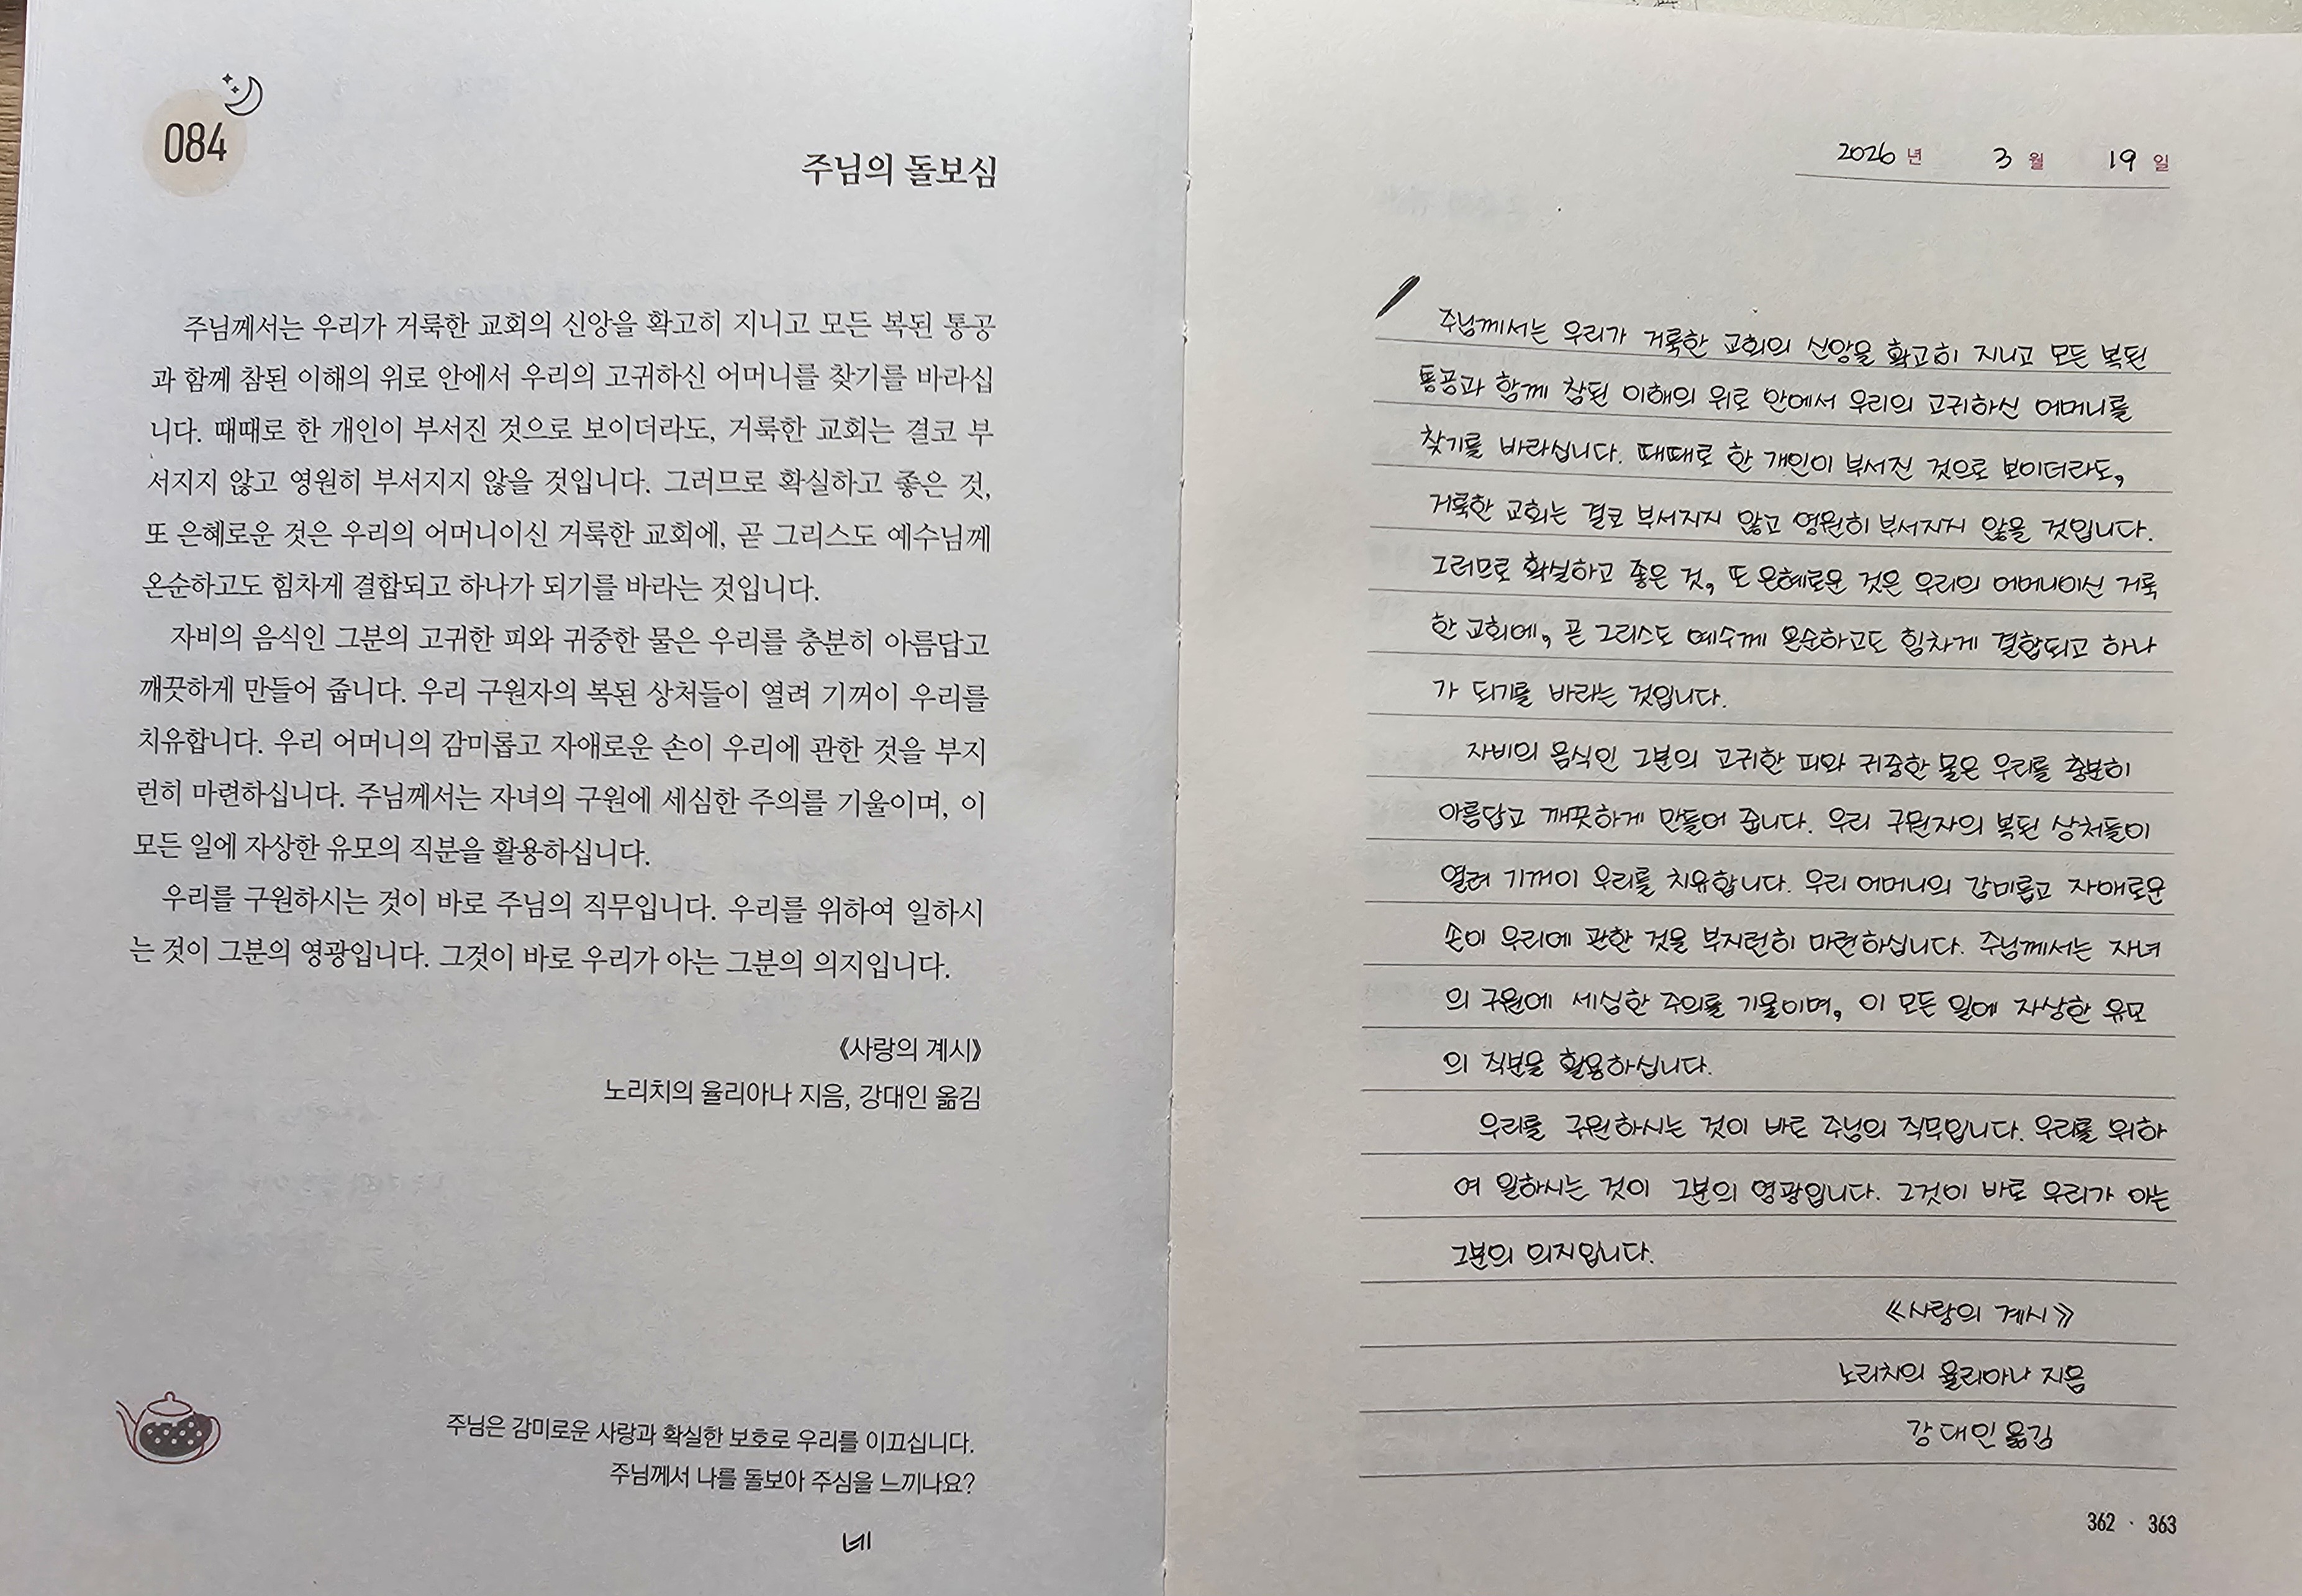 084
주님의 돌보심
주님께서는 우리가 거룩한 교회의 신앙을 확고히 지니고 모든 복된 통공
과 함께 참된 이해의 위로 안에서 우리의 고귀하신 어머니를 찾기를 바라십
니다. 때때로 한 개인이 부서진 것으로 보이더라도, 거룩한 교회는 결코 부
서지지 않고 영원히 부서지지 않을 것입니다. 그러므로 확실하고 좋은 것,
또 은혜로운 것은 우리의 어머니이신 거룩한 교회에, 곧 그리스도 예수님께
온순하고도 힘차게 결합되고 하나가 되기를 바라는 것입니다.
자비의 음식인 그분의 고귀한 피와 귀중한 물은 우리를 충분히 아름답고
깨끗하게 만들어 줍니다. 우리 구원자의 복된 상처들이 열려 기꺼이 우리를
치유합니다. 우리 어머니의 감미롭고 자애로운 손이 우리에 관한 것을 부지
런히 마련하십니다. 주님께서는 자녀의 구원에 세심한 주의를 기울이며, 이
모든 일에 자상한 유모의 직분을 활용하십니다.
우리를 구원하시는 것이 바로 주님의 직무입니다. 우리를 위하여 일하시
는 것이 그분의 영광입니다. 그것이 바로 우리가 아는 그분의 의지입니다.
《사랑의 계시》
노리치의 율리아나 지음, 강대인 옮김
주님은 감미로운 사랑과 확실한 보호로 우리를 이끄십니다.
주님께서 나를 돌보아 주심을 느끼나요?
네
2026 년 3 월 19 일
주님께서는 우리가 거룩한 교회의 신앙을 확고히 지니고 모든 복된
통공과 함께 참된 이해의 위로 안에서 우리의 고귀하신 어머니를
찾기를 바라십니다. 때때로 한 개인이 부서진 것으로 보이더라도,
거룩한 교회는 결코 부서지지 않고 영원히 부서지지 않을 것입니다.
그러므로 확실하고 좋은 것, 또 은혜로운 것은 우리의 어머니이신 거룩
한 교회에, 곧 그리스도 예수께 온순하고도 힘차게 결합되고 하나
가 되기를 바라는 것입니다.
자비의 음식인 그분의 고귀한 피와 귀중한 물은 우리를 충분히
아름답고 깨끗하게 만들어 줍니다. 우리 구원자의 복된 상처들이
열려 기꺼이 우리를 치유합니다. 우리 어머니의 감미롭고 자애로운
손이 우리에 관한 것을 부지런히 마련하십니다. 주님께서는 자녀
의 구원에 세심한 주의를 기울이며, 이 모든 일에 자상한 유모
의 직분을 활용하십니다.
우리를 구원하시는 것이 바로 주님의 직무입니다. 우리를 위하
여 일하시는 것이 그분의 영광입니다. 그것이 바로 우리가 아는
그분의 의지입니다.
《사랑의 계시》
노리치의 율리아나 지음
강대인 옮김
362 · 363